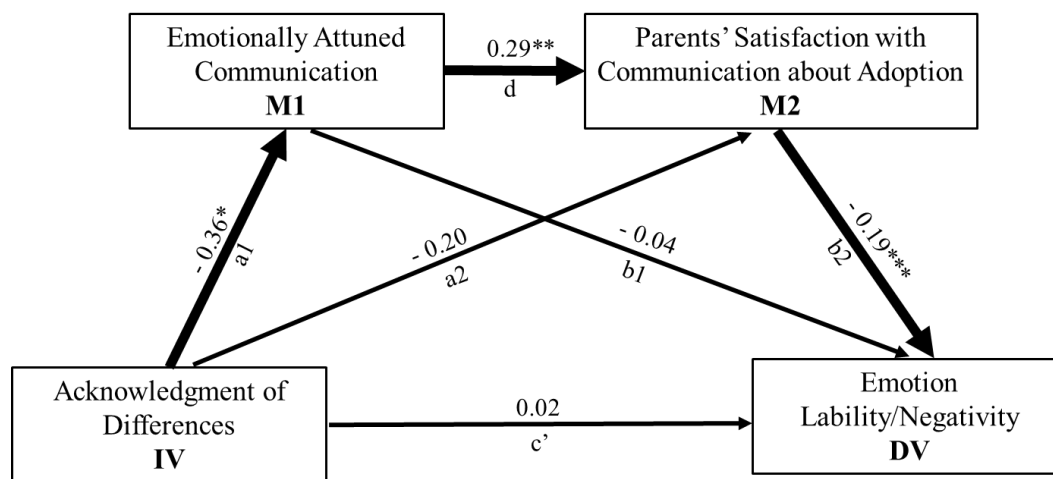 Emotionally Attuned
Communication
M1
0.29**
d
Parents’ Satisfaction with
Communication about Adoption
M2
- 0.36*
a1
- 0.20
a2
- 0.04
b1
- 0.19***
b2
Acknowledgment of
Differences
IV
0.02
c’
Emotion
Lability/Negativity
DV